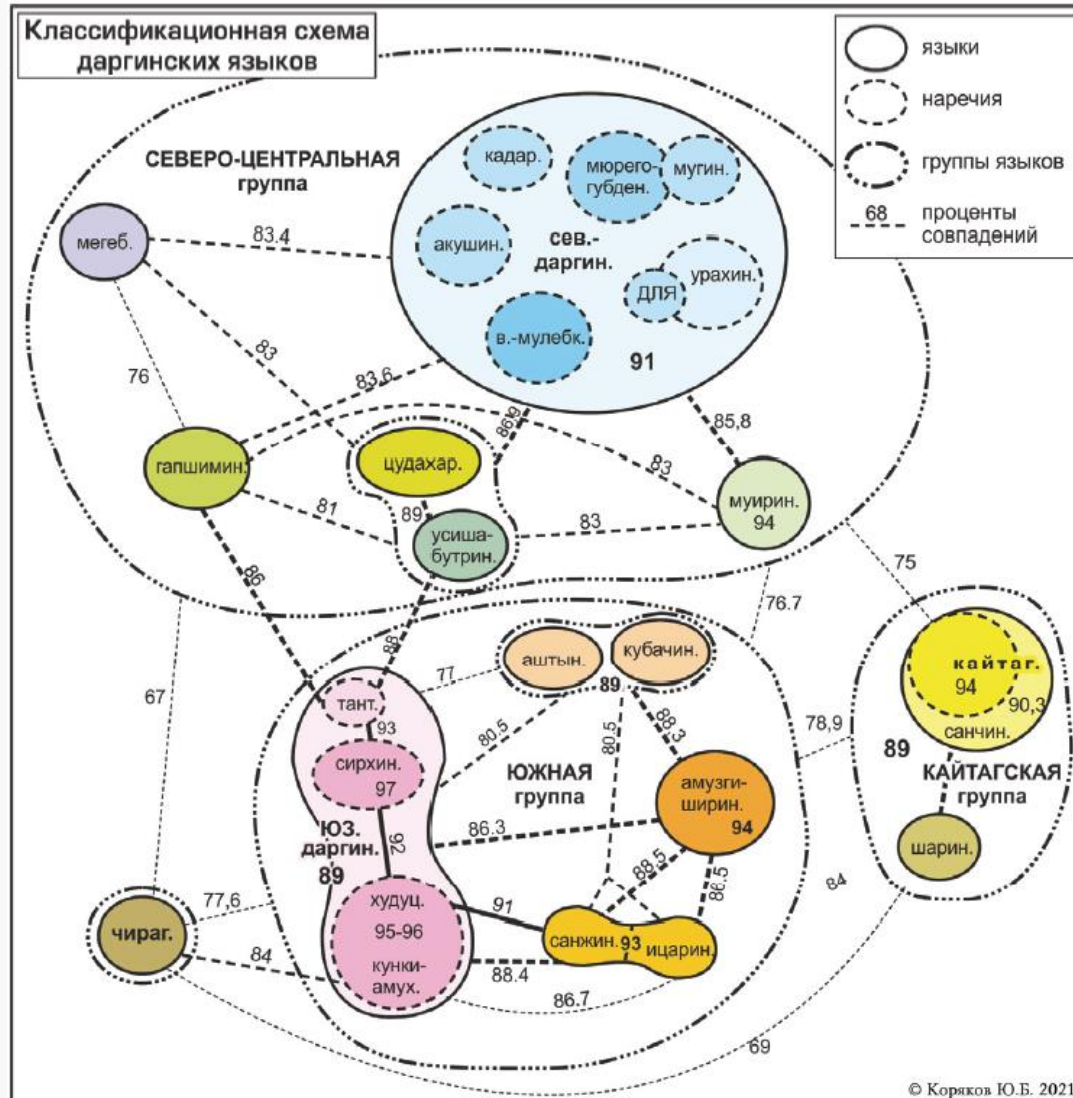 Классификационная схема
даргинских языков
языки
наречия
группы языков
68 проценты
совпадений
СЕВЕРО-ЦЕНТРАЛЬНАЯ
группа
кадар.
мюрего-
губден.
мугин.
акушин.
сев.-
даргин.
урахин.
ДЛЯ
в.-мулебк.
91
мегеб.
83.4
83
76
83,6
86,9
85,8
гапшимин.
цудахар.
89
усиша-
бутрин.
81
83
83
муирин.
94
86
88
75
76.7
67
аштын.
кубачин.
89
77
тант.
93
сирхин.
97
80.5
80.5
88.3
ЮЖНАЯ
группа
амузги-
ширин.
94
78,9
кайтаг.
94
90,3
санчин.
89
КАЙТАГСКАЯ
группа
шарин.
ЮЗ.
даргин.
89
92
86.3
88.5
86.5
84
худуц.
95-96
кунки-
амух.
91
санжин.
93
ицарин.
88.4
86.7
чираг.
77,6
84
69
© Коряков Ю.Б. 2021